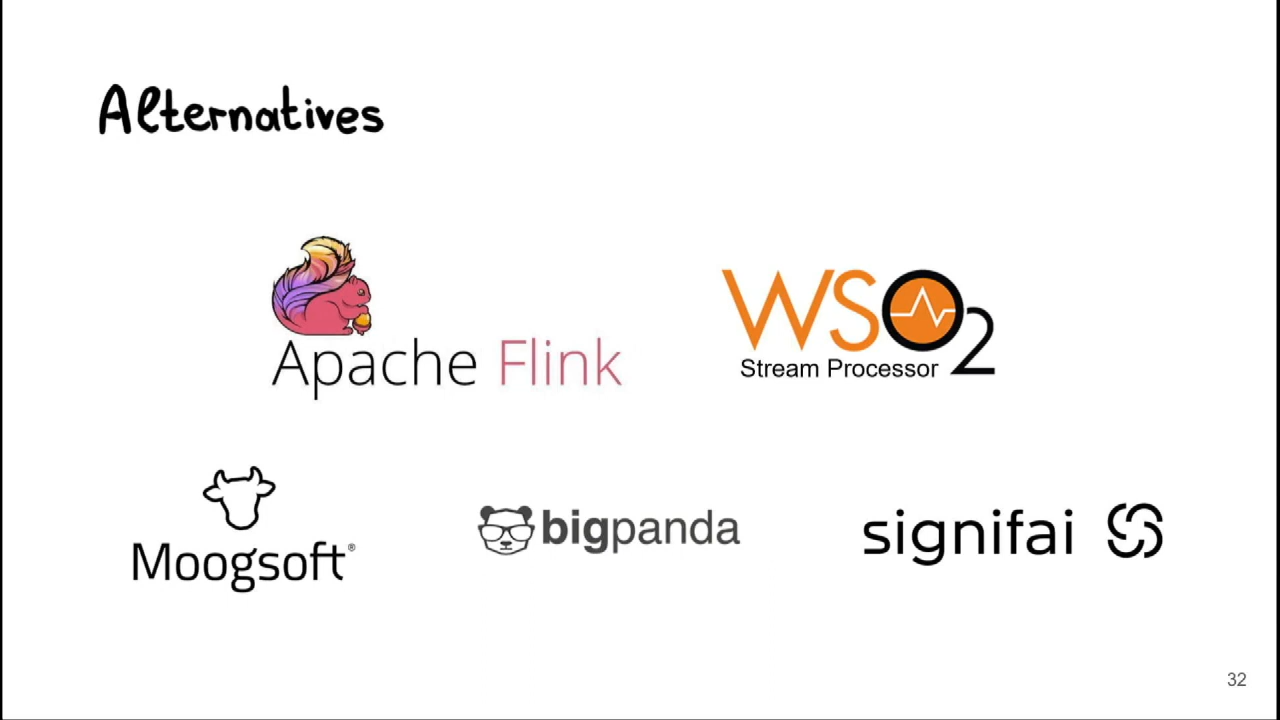 Alternatives
Apache Flink
WSO2
Stream Processor
Moogsoft®
bigpanda
signifai
32